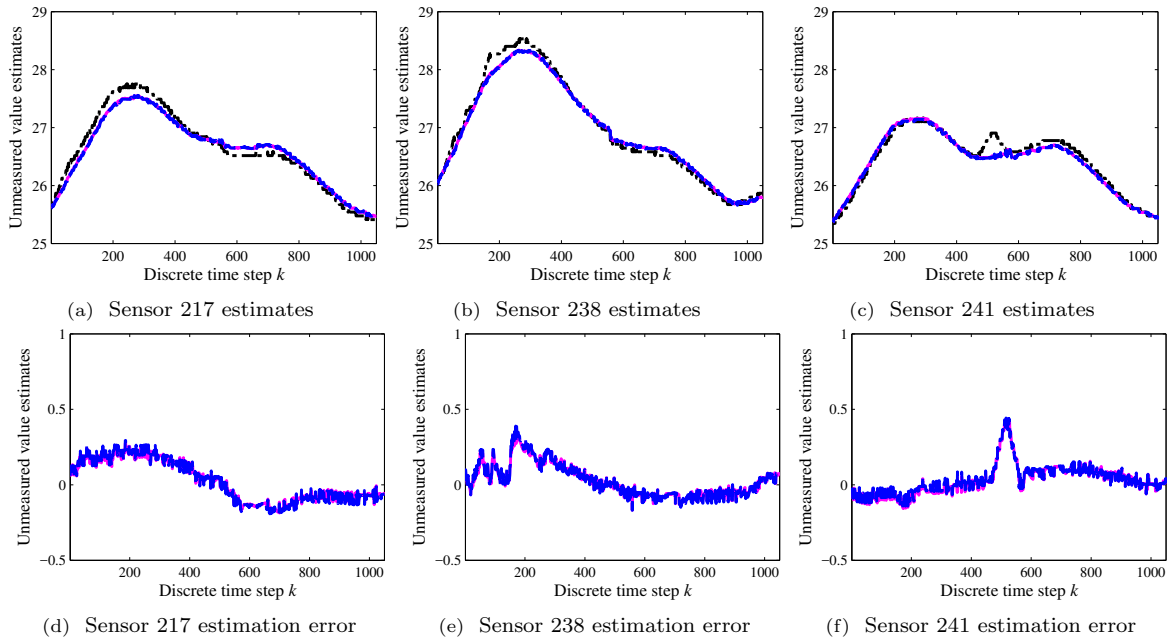 29
28
27
26
25
Unmeasured value estimates
200 400 600 800 1000
Discrete time step k
(a) Sensor 217 estimates
29
28
27
26
25
Unmeasured value estimates
200 400 600 800 1000
Discrete time step k
(b) Sensor 238 estimates
29
28
27
26
25
Unmeasured value estimates
200 400 600 800 1000
Discrete time step k
(c) Sensor 241 estimates
1
0.5
0
−0.5
Unmeasured value estimates
200 400 600 800 1000
Discrete time step k
(d) Sensor 217 estimation error
1
0.5
0
−0.5
Unmeasured value estimates
200 400 600 800 1000
Discrete time step k
(e) Sensor 238 estimation error
1
0.5
0
−0.5
Unmeasured value estimates
200 400 600 800 1000
Discrete time step k
(f) Sensor 241 estimation error